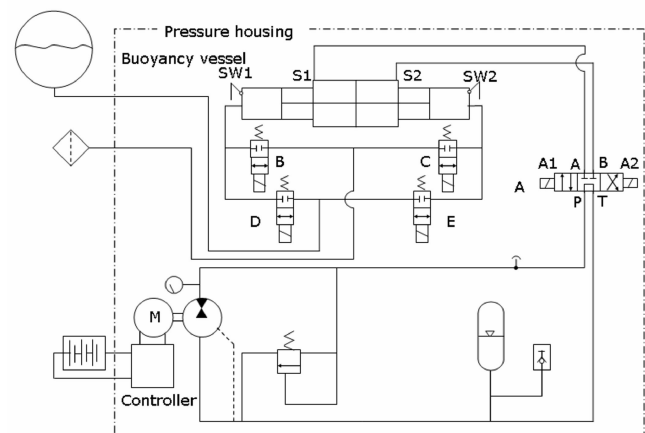 Pressure housing
Buoyancy vessel
SW1 S1 S2 SW2
B C
A1 A B A2
A
P T
D E
M
Controller